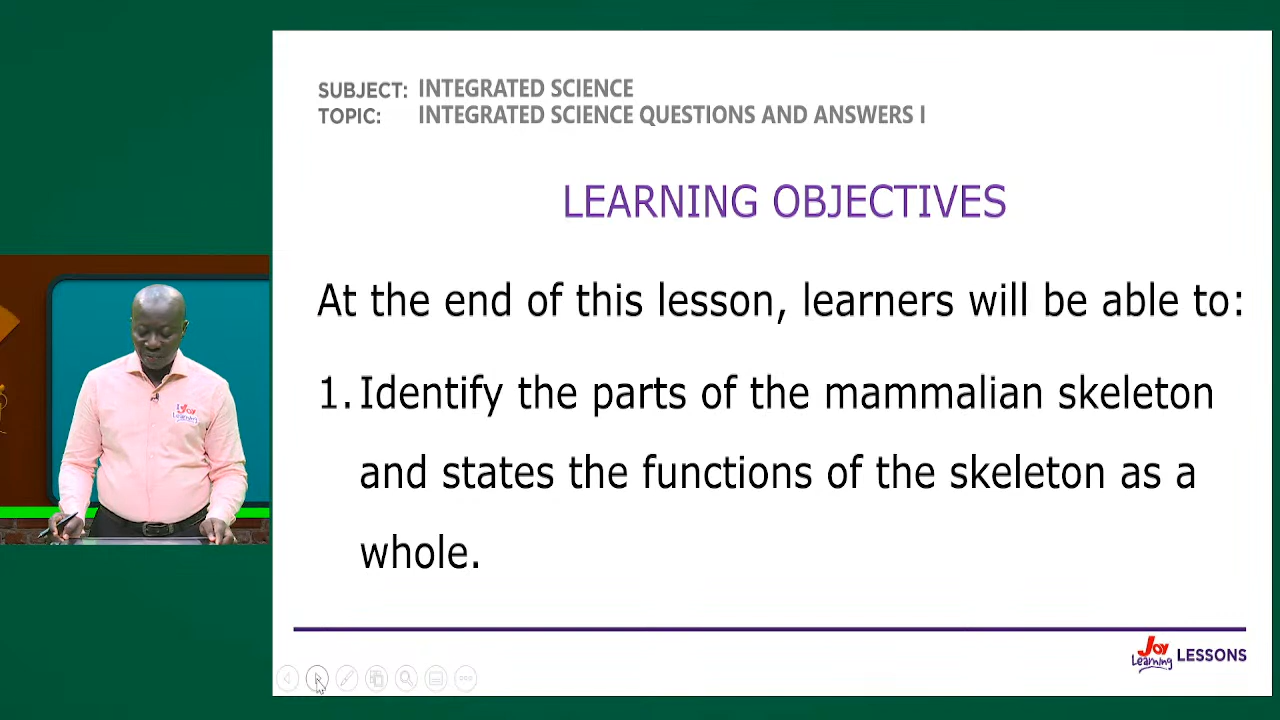 SUBJECT: INTEGRATED SCIENCE
TOPIC: INTEGRATED SCIENCE QUESTIONS AND ANSWERS I
LEARNING OBJECTIVES
At the end of this lesson, learners will be able to:
1. Identify the parts of the mammalian skeleton
and states the functions of the skeleton as a
whole.
Joy Learning
Joy Learning LESSONS